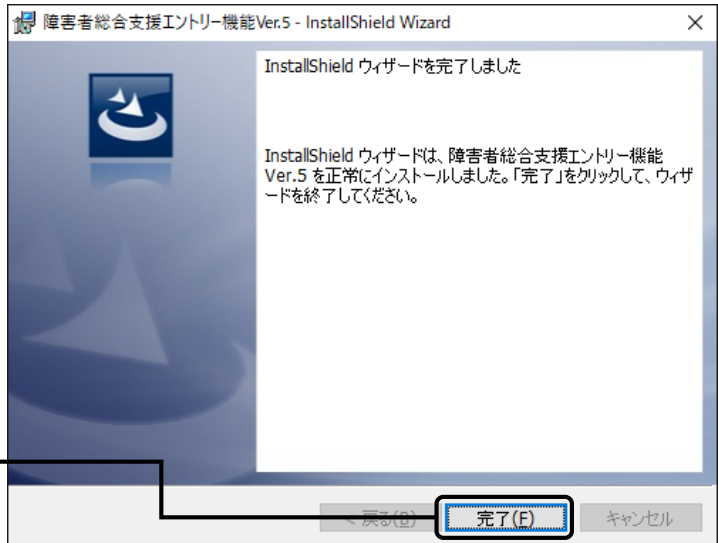 障害者総合支援エントリー機能Ver.5 - InstallShield Wizard
InstallShield ウィザードを完了しました
InstallShield ウィザードは、障害者総合支援エントリー機能
Ver.5 を正常にインストールしました。「完了」をクリックして、ウィザ
ードを終了してください。
< 戻る(B)
完了(F)
キャンセル